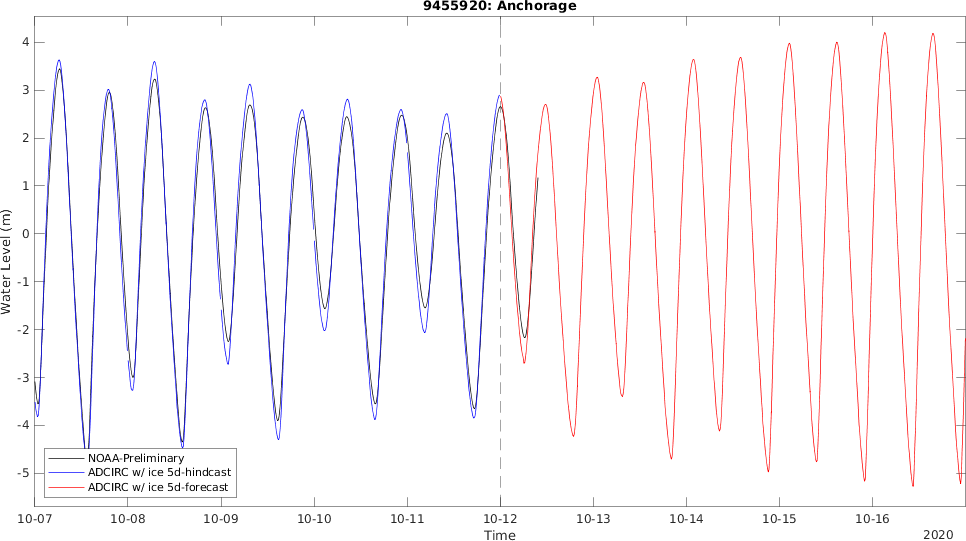 9455920: Anchorage
Water Level (m)
4
3
2
1
0
-1
-2
-3
-4
-5
NOAA-Preliminary
ADCIRC w/ ice 5d-hindcast
ADCIRC w/ ice 5d-forecast
10-07 10-08 10-09 10-10 10-11 10-12 10-13 10-14 10-15 10-16
Time
2020